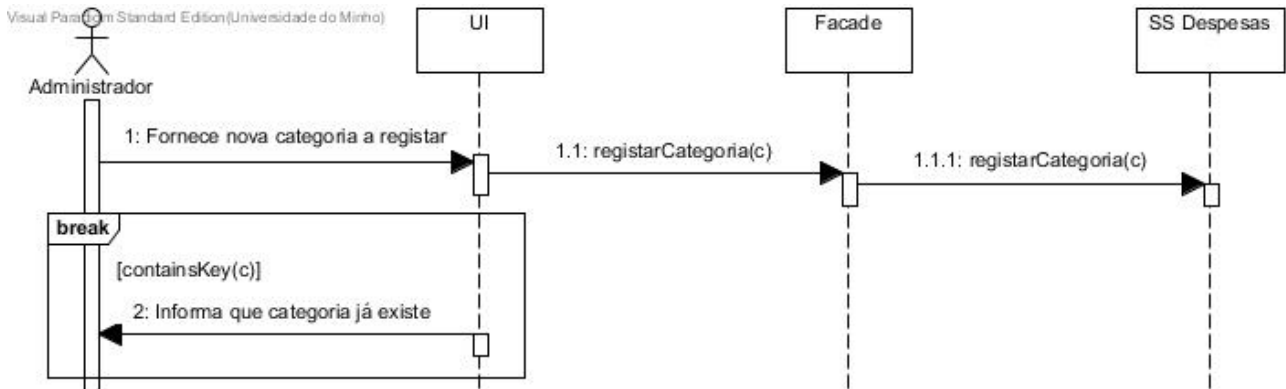 Visual Paradigm Standard Edition(Universidade do Minho)
UI
Facade
SS Despesas
Administrador
1: Fornece nova categoria a registar
1.1: registarCategoria(c)
1.1.1: registarCategoria(c)
break
[containsKey(c)]
2: Informa que categoria já existe